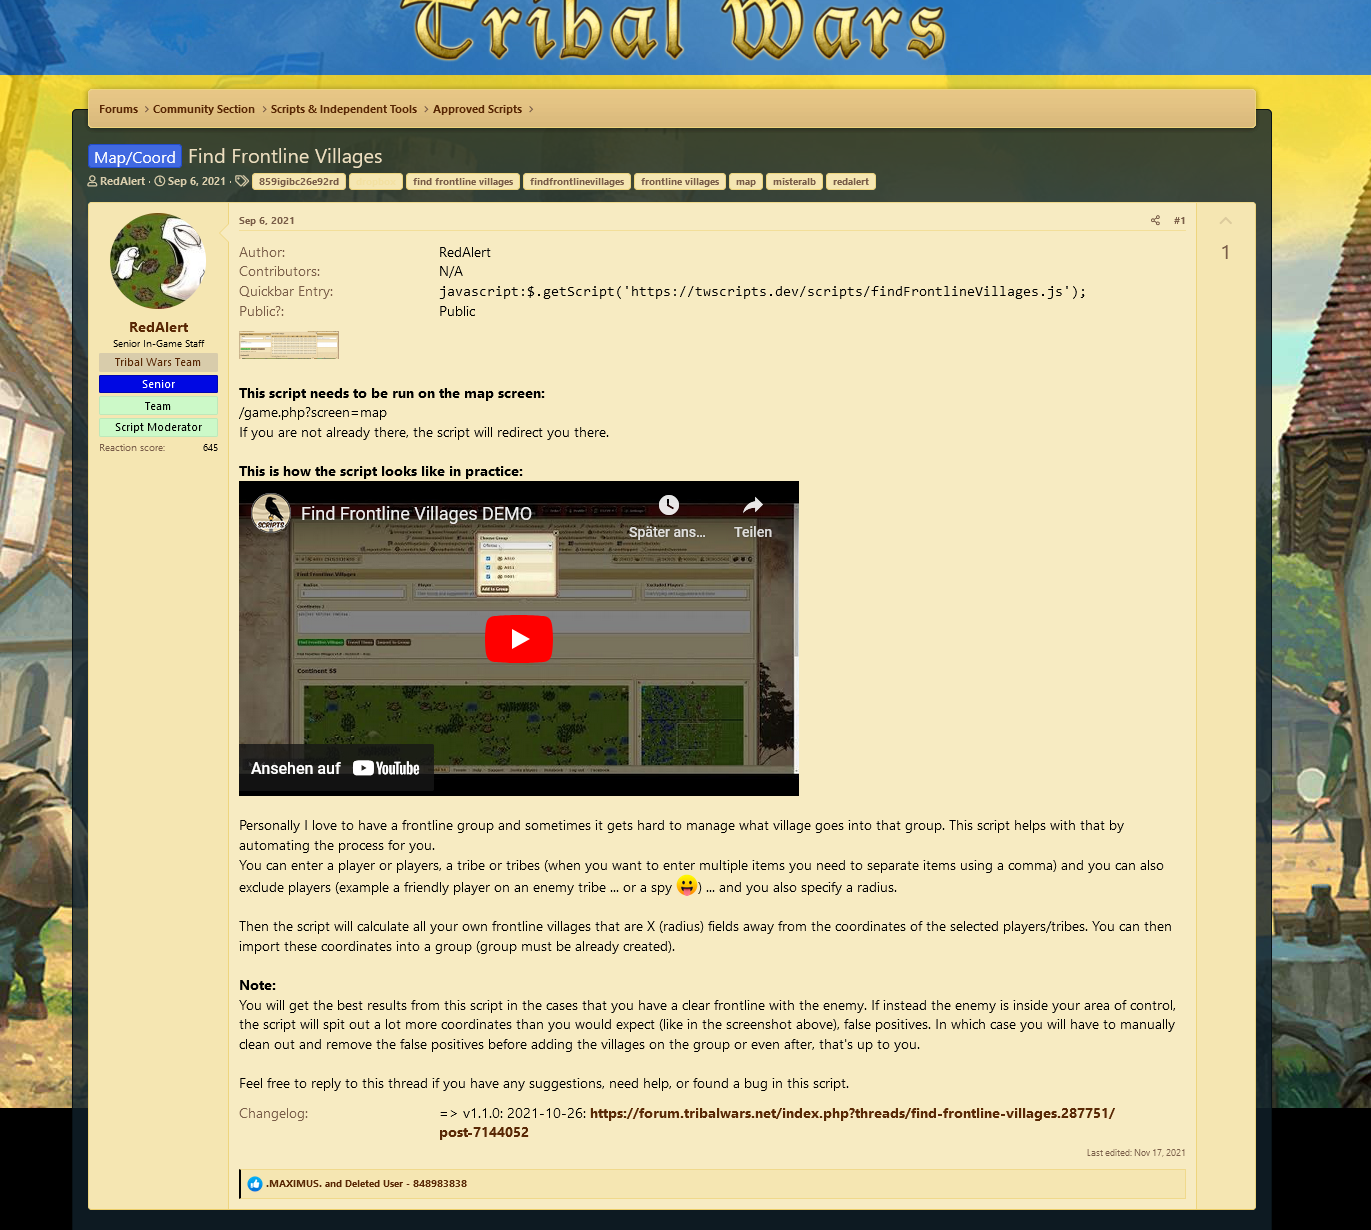 Tribal Wars
Forums > Community Section > Scripts & Independent Tools > Approved Scripts >
Map/Coord Find Frontline Villages
RedAlert · Sep 6, 2021 · 859igibc26e92rd find frontline villages findfrontlinevillages frontline villages map misteralb redalert
Sep 6, 2021 #1
1
RedAlert
Senior In-Game Staff
Tribal Wars Team
Senior
Team
Script Moderator
Reaction score: 645
Author: RedAlert
Contributors: N/A
Quickbar Entry: javascript:$.getScript('https://twscripts.dev/scripts/findFrontlineVillages.js');
Public?: Public
This script needs to be run on the map screen:
/game.php?screen=map
If you are not already there, the script will redirect you there.
This is how the script looks like in practice:
SCRIPTS
Find Frontline Villages DEMO
Später ans...
Teilen
Choose Group
Add to Group
Find Frontline Villages
Radius
Player
Continent 55
Ansehen auf YouTube
Personally I love to have a frontline group and sometimes it gets hard to manage what village goes into that group. This script helps with that by
automating the process for you.
You can enter a player or players, a tribe or tribes (when you want to enter multiple items you need to separate items using a comma) and you can also
exclude players (example a friendly player on an enemy tribe ... or a spy 😛) ... and you also specify a radius.
Then the script will calculate all your own frontline villages that are X (radius) fields away from the coordinates of the selected players/tribes. You can then
import these coordinates into a group (group must be already created).
Note:
You will get the best results from this script in the cases that you have a clear frontline with the enemy. If instead the enemy is inside your area of control,
the script will spit out a lot more coordinates than you would expect (like in the screenshot above), false positives. In which case you will have to manually
clean out and remove the false positives before adding the villages on the group or even after, that's up to you.
Feel free to reply to this thread if you have any suggestions, need help, or found a bug in this script.
Changelog: => v1.1.0: 2021-10-26: https://forum.tribalwars.net/index.php?threads/find-frontline-villages.287751/
post-7144052
Last edited: Nov 17, 2021
.MAXIMUS. and Deleted User - 848983838